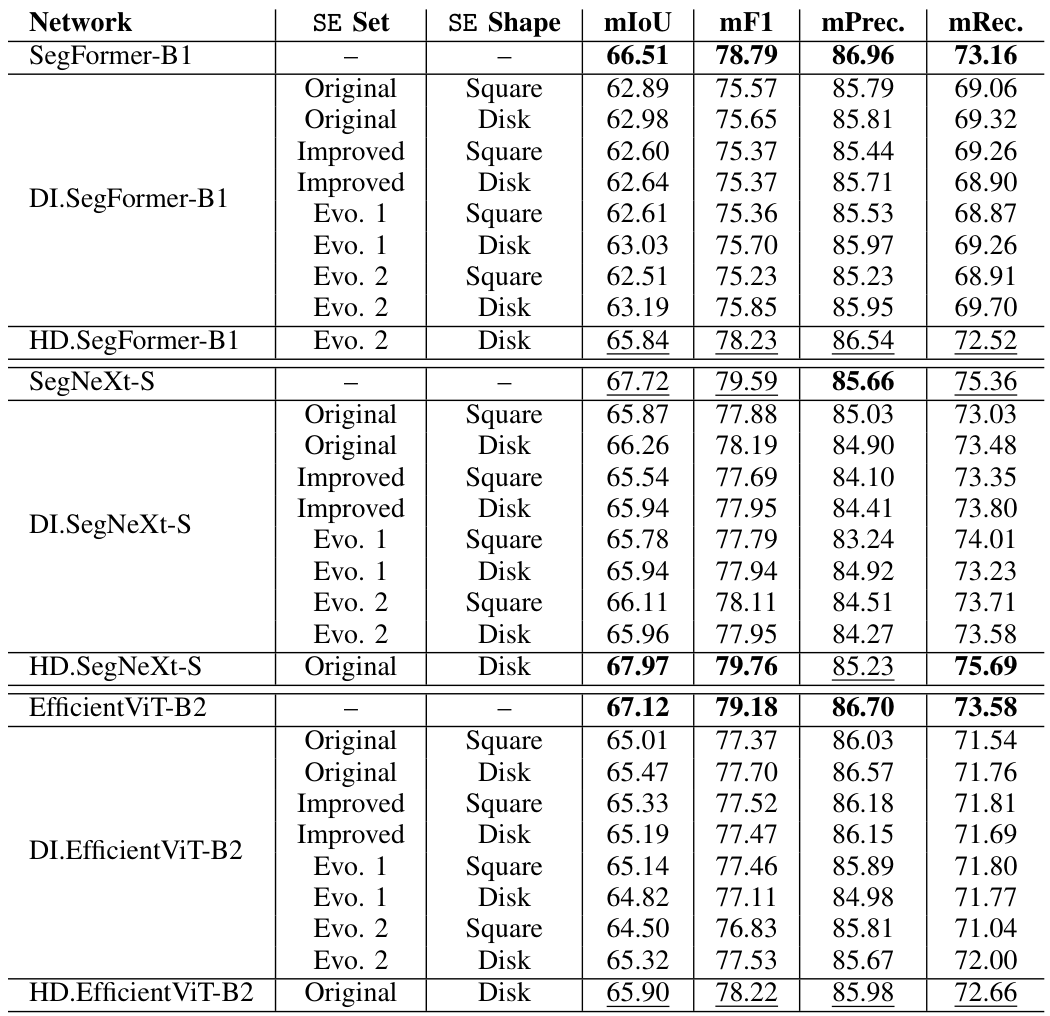 Network SE Set SE Shape mIoU mF1 mPrec. mRec.
SegFormer-B1 – – 66.51 78.79 86.96 73.16
DI.SegFormer-B1
Original Square 62.89 75.57 85.79 69.06
Original Disk 62.98 75.65 85.81 69.32
Improved Square 62.60 75.37 85.44 69.26
Improved Disk 62.64 75.37 85.71 68.90
Evo. 1 Square 62.61 75.36 85.53 68.87
Evo. 1 Disk 63.03 75.70 85.97 69.26
Evo. 2 Square 62.51 75.23 85.23 68.91
Evo. 2 Disk 63.19 75.85 85.95 69.70
HD.SegFormer-B1 Evo. 2 Disk 65.84 78.23 86.54 72.52
SegNeXt-S – – 67.72 79.59 85.66 75.36
DI.SegNeXt-S
Original Square 65.87 77.88 85.03 73.03
Original Disk 66.26 78.19 84.90 73.48
Improved Square 65.54 77.69 84.10 73.35
Improved Disk 65.94 77.95 84.41 73.80
Evo. 1 Square 65.78 77.79 83.24 74.01
Evo. 1 Disk 65.94 77.94 84.92 73.23
Evo. 2 Square 66.11 78.11 84.51 73.71
Evo. 2 Disk 65.96 77.95 84.27 73.58
HD.SegNeXt-S Original Disk 67.97 79.76 85.23 75.69
EfficientViT-B2 – – 67.12 79.18 86.70 73.58
DI.EfficientViT-B2
Original Square 65.01 77.37 86.03 71.54
Original Disk 65.47 77.70 86.57 71.76
Improved Square 65.33 77.52 86.18 71.81
Improved Disk 65.19 77.47 86.15 71.69
Evo. 1 Square 65.14 77.46 85.89 71.80
Evo. 1 Disk 64.82 77.11 84.98 71.77
Evo. 2 Square 64.50 76.83 85.81 71.04
Evo. 2 Disk 65.32 77.53 85.67 72.00
HD.EfficientViT-B2 Original Disk 65.90 78.22 85.98 72.66